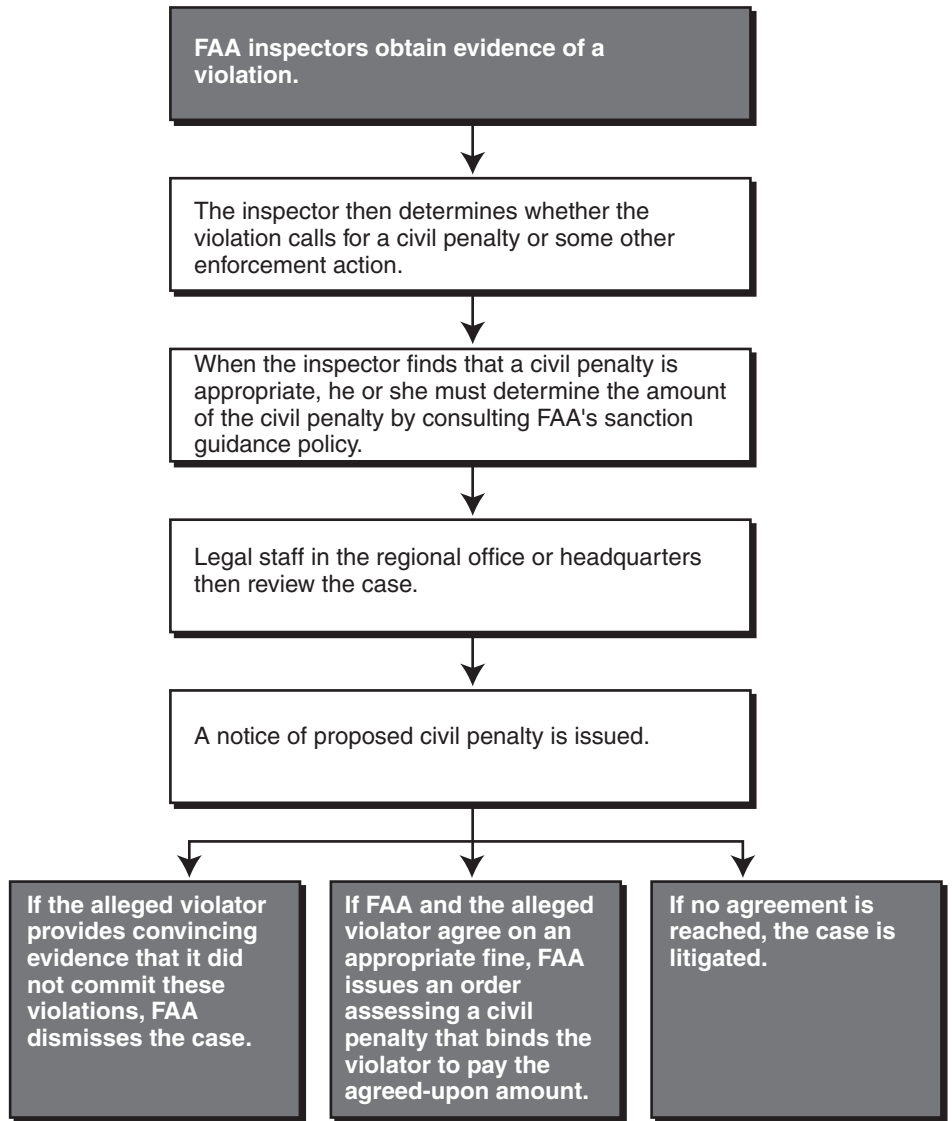 FAA inspectors obtain evidence of a
violation.
The inspector then determines whether the
violation calls for a civil penalty or some other
enforcement action.
When the inspector finds that a civil penalty is
appropriate, he or she must determine the amount
of the civil penalty by consulting FAA's sanction
guidance policy.
Legal staff in the regional office or headquarters
then review the case.
A notice of proposed civil penalty is issued.
If the alleged violator
provides convincing
evidence that it did
not commit these
violations, FAA
dismisses the case.
If FAA and the alleged
violator agree on an
appropriate fine, FAA
issues an order
assessing a civil
penalty that binds the
violator to pay the
agreed-upon amount.
If no agreement is
reached, the case is
litigated.